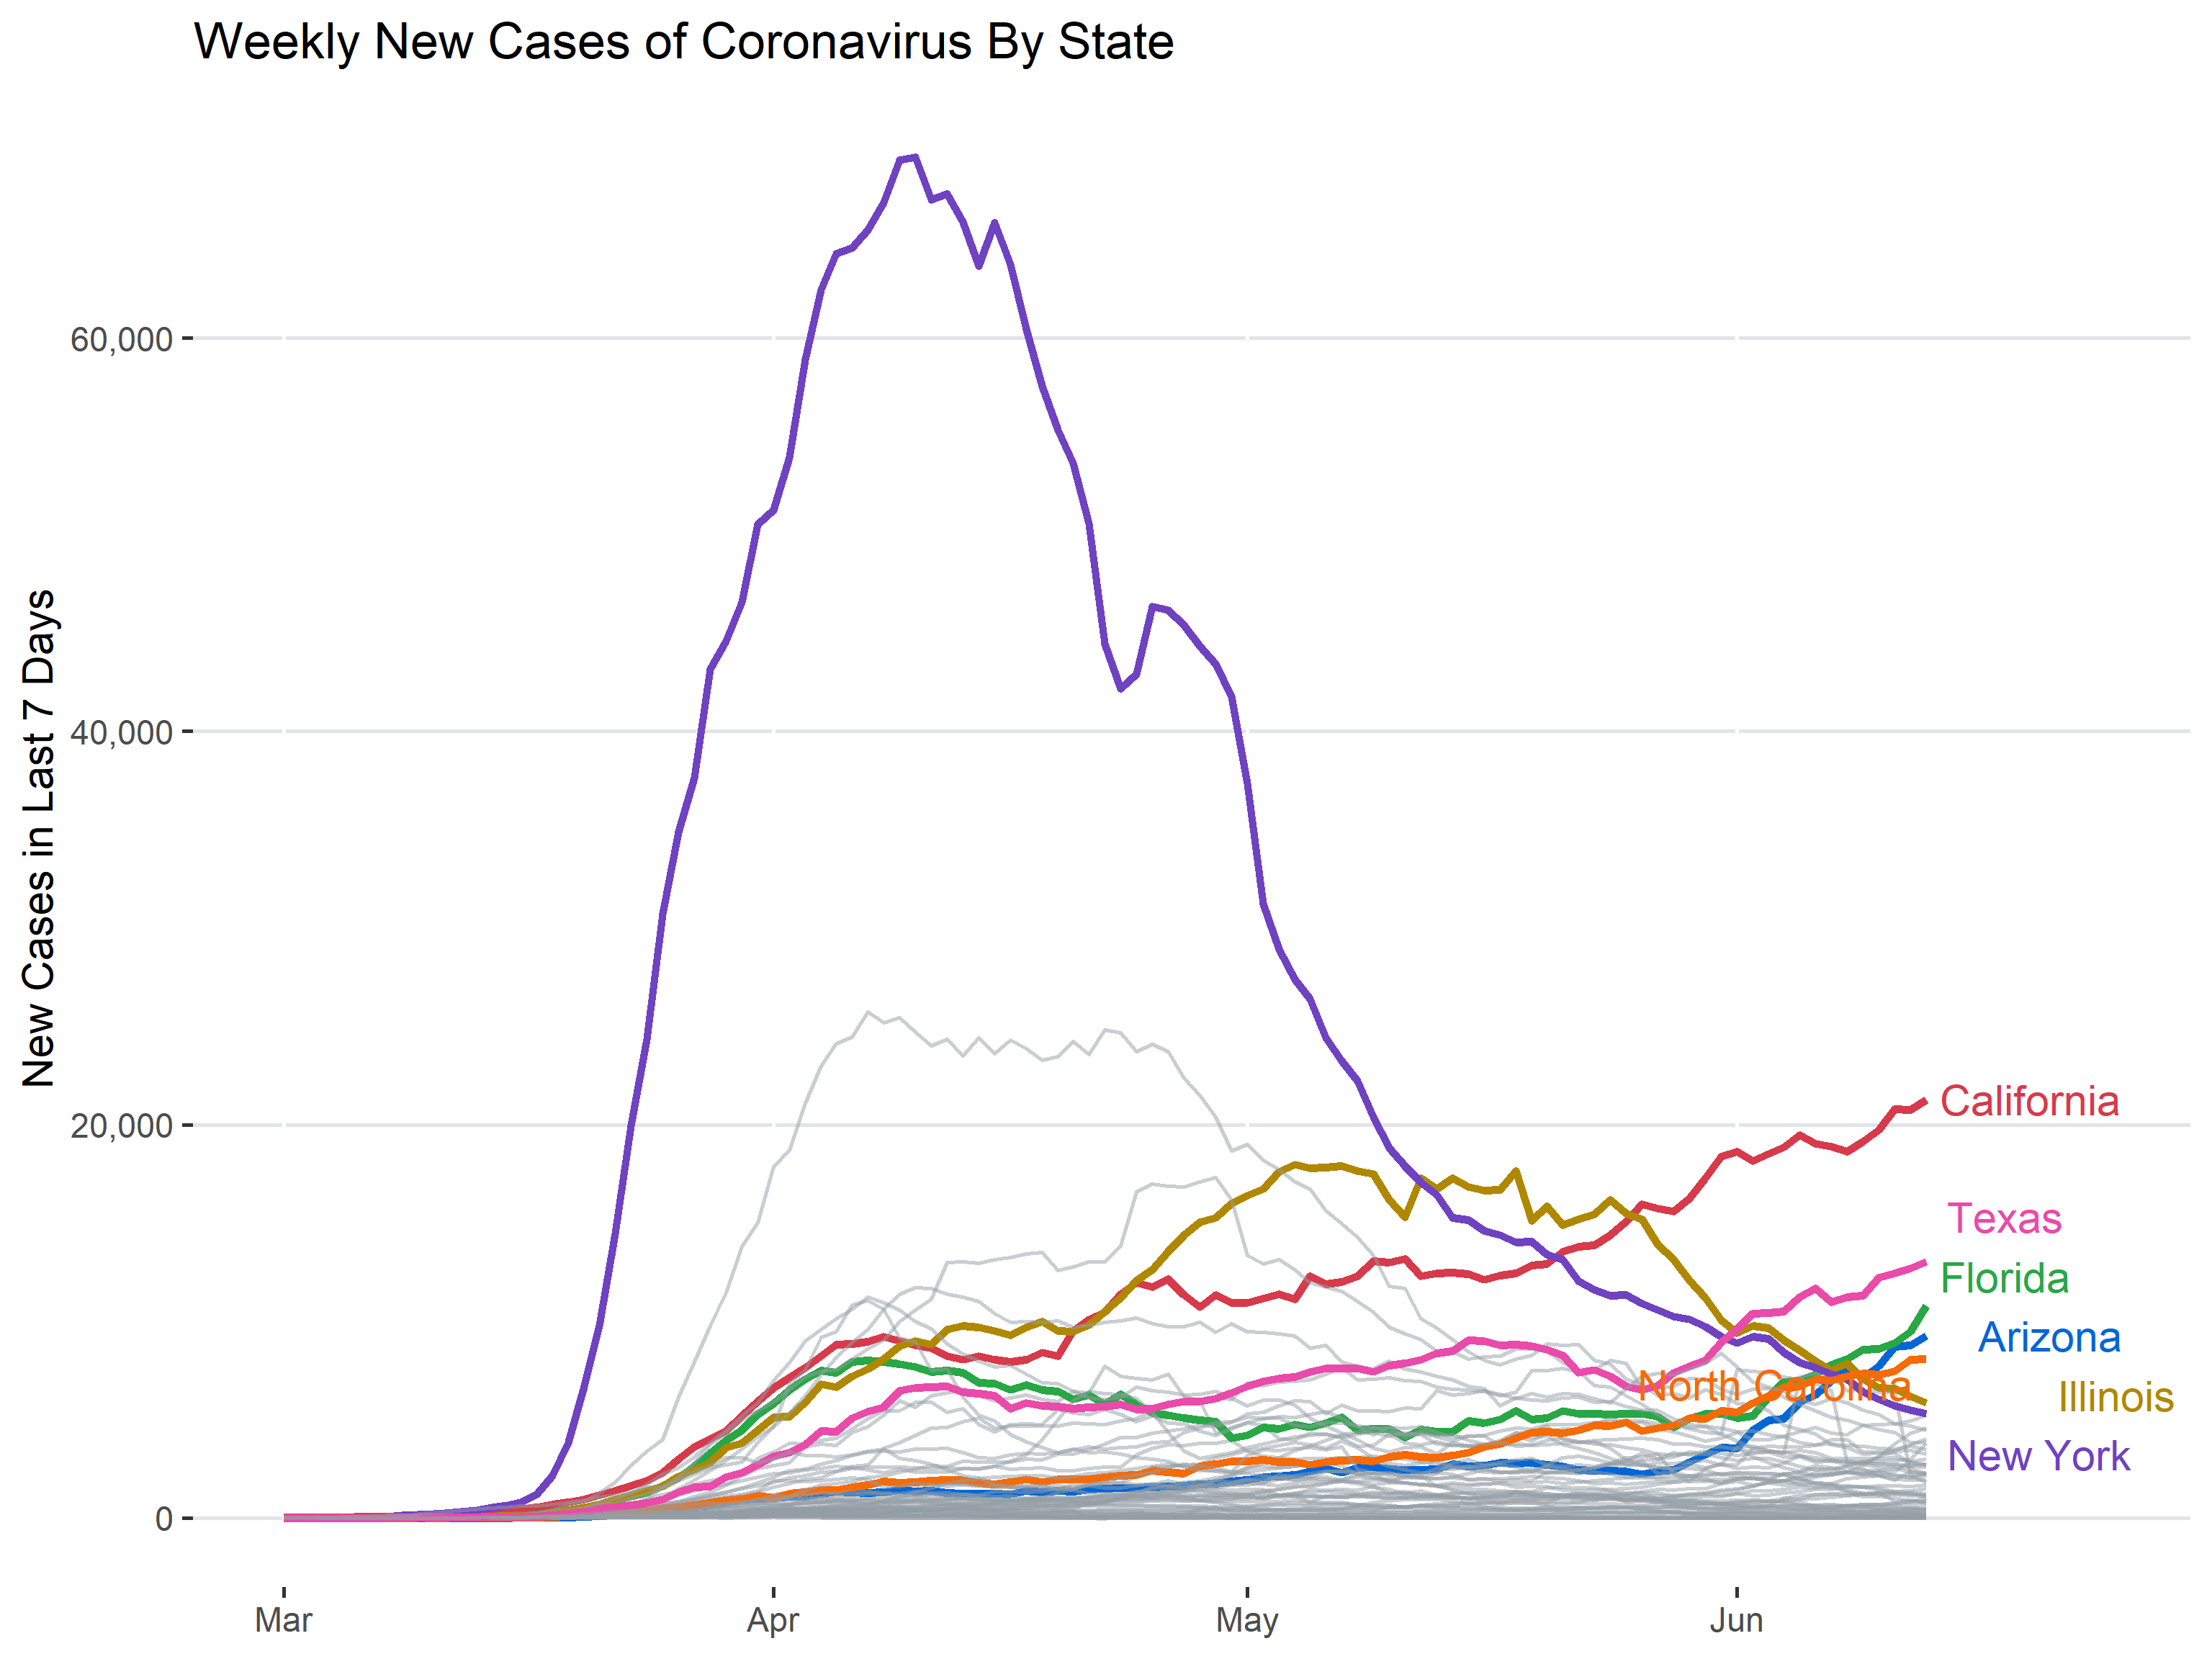 Weekly New Cases of Coronavirus By State
New Cases in Last 7 Days
60,000
40,000
20,000
0
California
Texas
Florida
Arizona
North Carolina
Illinois
New York
Mar
Apr
May
Jun